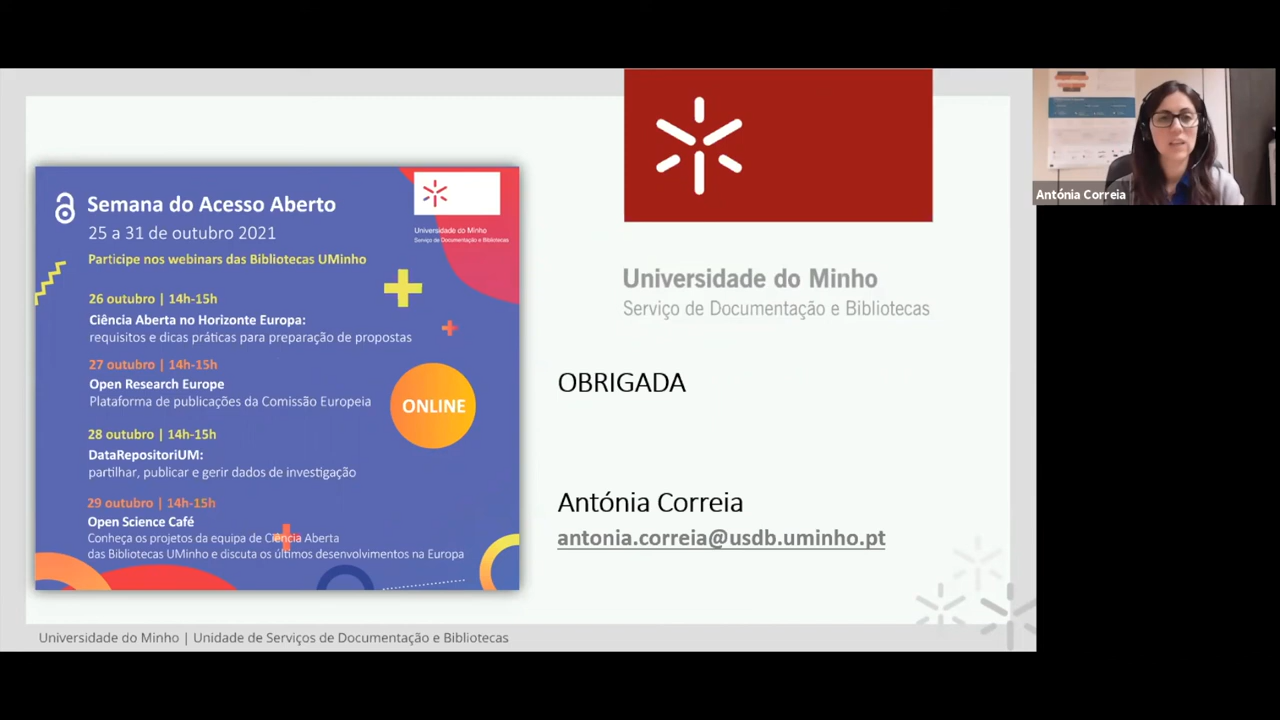 Semana do Acesso Aberto
25 a 31 de outubro 2021
Participe nos webinars das Bibliotecas UMinho
Universidade do Minho
Serviço de Documentação e Bibliotecas
26 outubro | 14h-15h
Ciência Aberta no Horizonte Europa:
requisitos e dicas práticas para preparação de propostas
27 outubro | 14h-15h
Open Research Europe
Plataforma de publicações da Comissão Europeia
ONLINE
28 outubro | 14h-15h
DataRepositoriUM:
partilhar, publicar e gerir dados de investigação
29 outubro | 14h-15h
Open Science Café
Conheça os projetos da equipa de Ciência Aberta
das Bibliotecas UMinho e discuta os últimos desenvolvimentos na Europa
Universidade do Minho
Serviço de Documentação e Bibliotecas
OBRIGADA
Antónia Correia
antonia.correia@usdb.uminho.pt
Universidade do Minho | Unidade de Serviços de Documentação e Bibliotecas
Antónia Correia